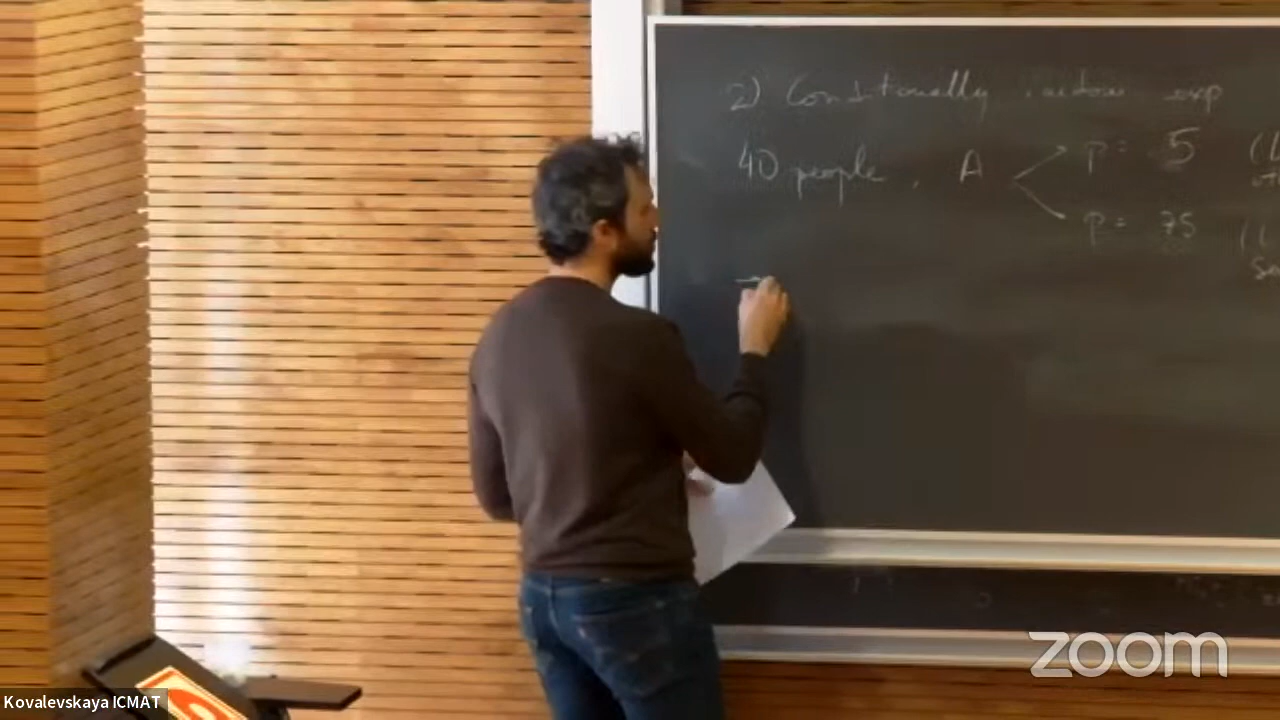 2) Conditionally random exp
40 people, A p = 5
p = 75
zoom
Kovalevskaya ICMAT